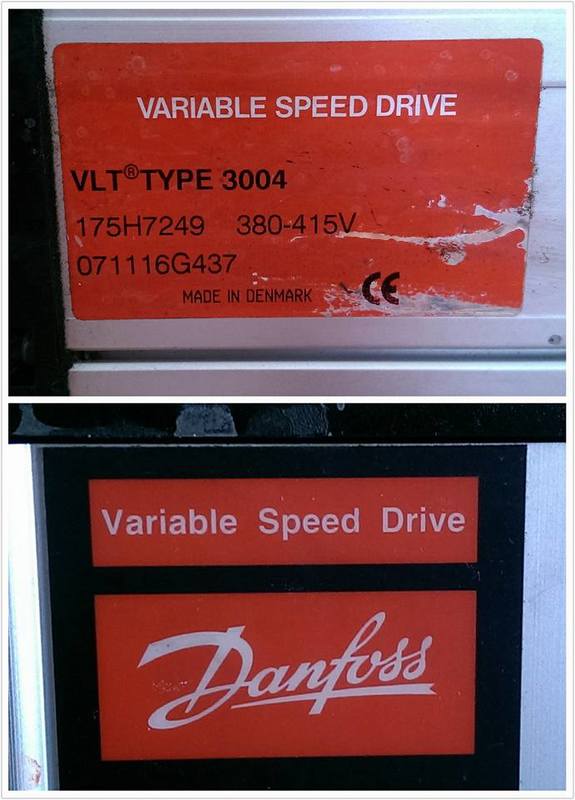 VARIABLE SPEED DRIVE
VLT® TYPE 3004
175H7249 380-415V
071116G437
MADE IN DENMARK CE
Variable Speed Drive
Danfoss